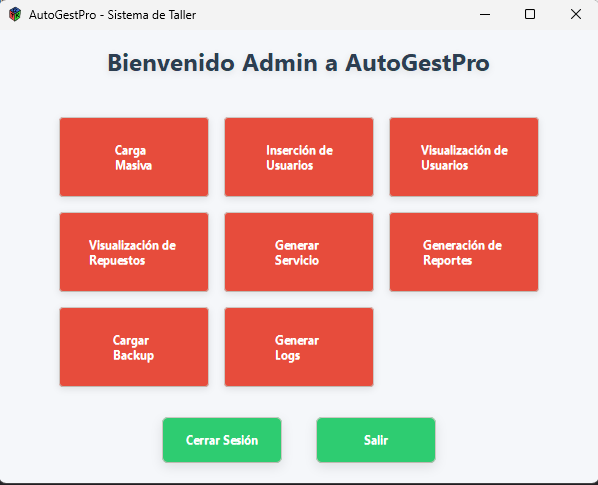 AutoGestPro - Sistema de Taller
Bienvenido Admin a AutoGestPro
Carga
Masiva
Inserción de
Usuarios
Visualización de
Usuarios
Visualización de
Repuestos
Generar
Servicio
Generación de
Reportes
Cargar
Backup
Generar
Logs
Cerrar Sesión
Salir